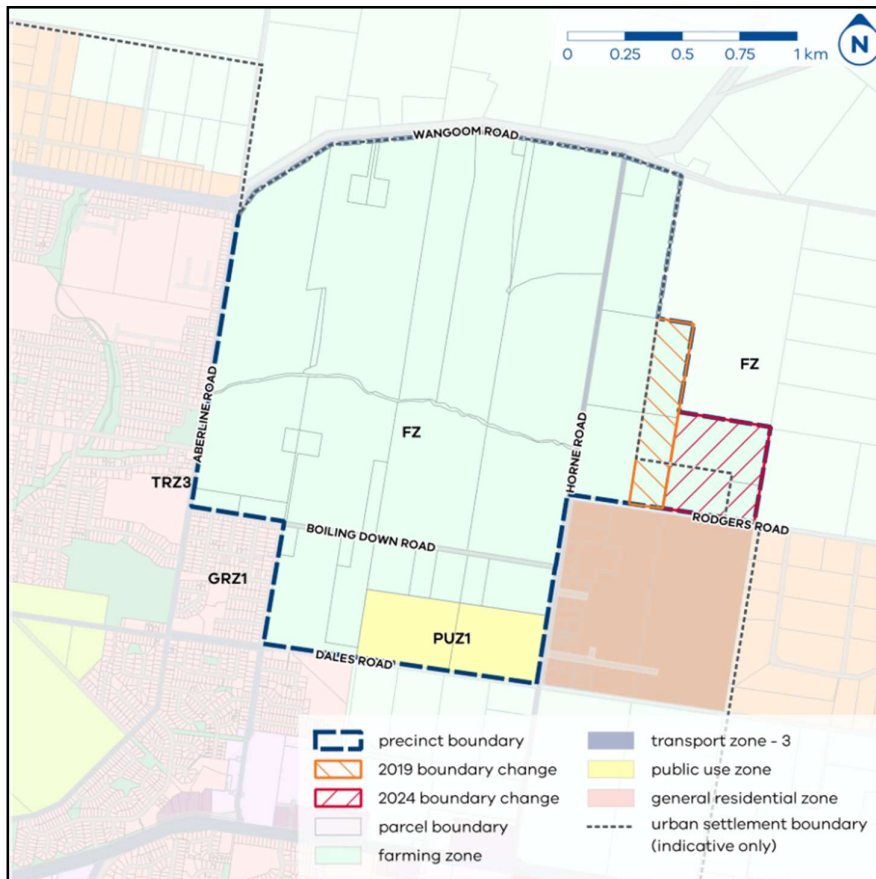 0 0.25 0.5 0.75 1 km
N
WANGOOM ROAD
FZ
ABERLINE ROAD
HORNE ROAD
FZ
TRZ3
RODGERS ROAD
BOILING DOWN ROAD
GRZ1
PUZ1
DALES ROAD
precinct boundary
2019 boundary change
2024 boundary change
parcel boundary
farming zone
transport zone - 3
public use zone
general residential zone
urban settlement boundary
(indicative only)